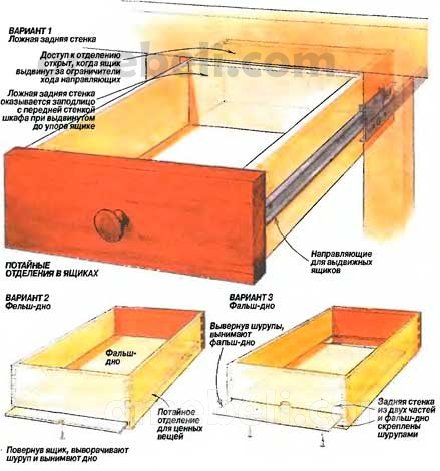 ВАРИАНТ 1
Ложная задняя стенка
Доступ к отделению
открыт, когда ящик
выдвинут за ограничители
хода направляющих
Ложная задняя стенка
оказывается заподлицо
с передней стенкой
шкафа при выдвинутом
до упора ящике
Направляющие
для выдвижных
ящиков
ПОТАЙНЫЕ
ОТДЕЛЕНИЯ В ЯЩИКАХ
ВАРИАНТ 2
Фельш-дно
Фальш-
дно
Потайное
отделение
для ценных
вещей
Повернув ящик, выворачивают
шуруп и вынимают дно
ВАРИАНТ 3
Фальш-дно
Вывернув шурупы,
вынимают
фальш-дно
Задняя стенка
из двух частей
и фальш-дно
скреплены
шурупами